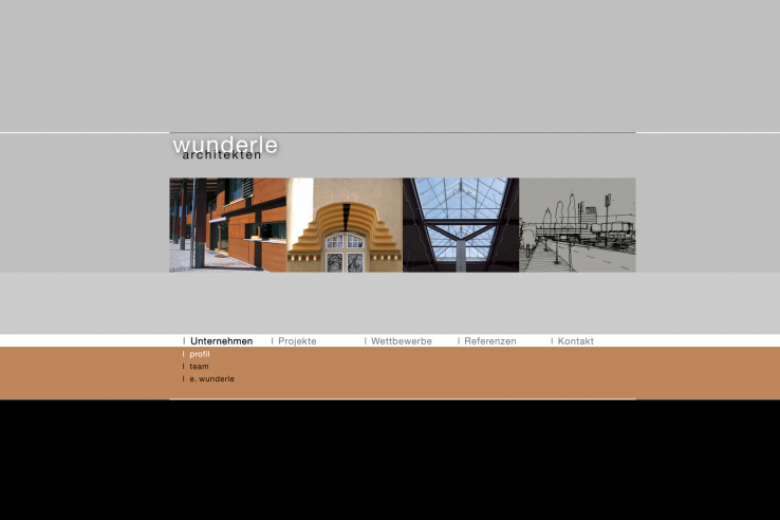 wunderle
architekten
| Unternehmen | Projekte | Wettbewerbe | Referenzen | Kontakt
| profil
| team
| e. wunderle